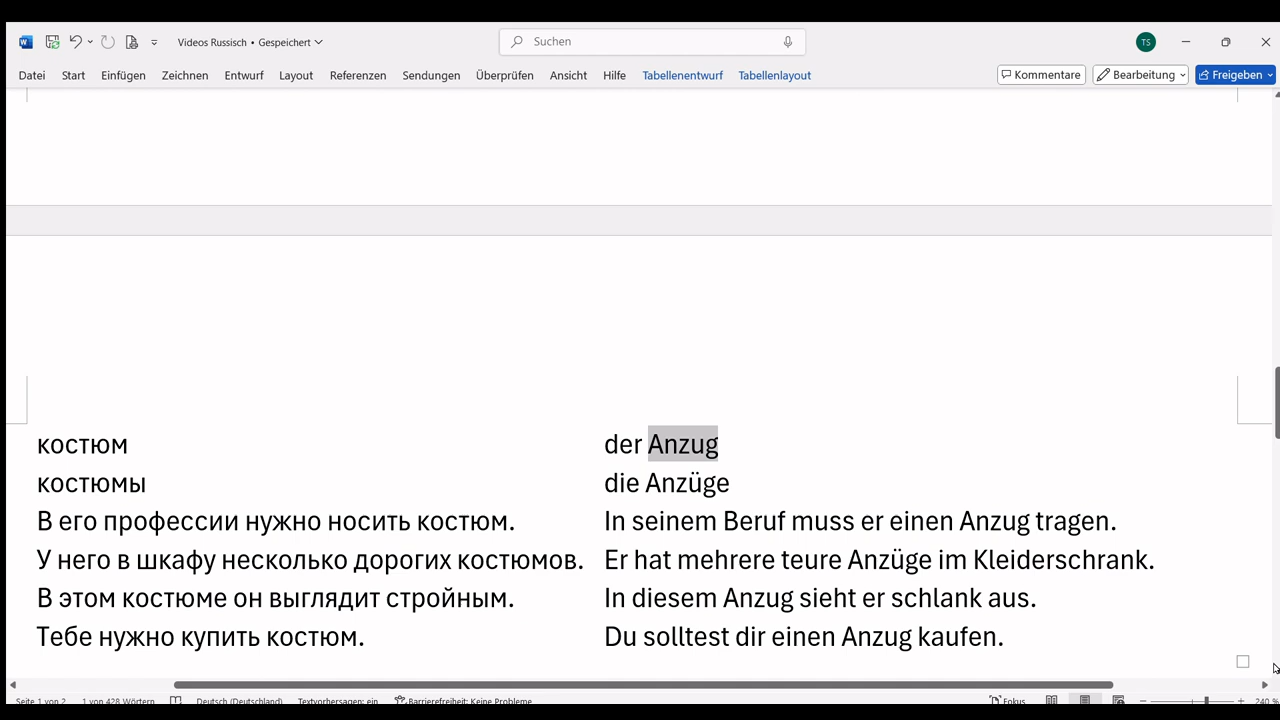 Videos Russisch • Gespeichert
Suchen
TS
Datei Start Einfügen Zeichnen Entwurf Layout Referenzen Sendungen Überprüfen Ansicht Hilfe Tabellenentwurf Tabellenlayout Kommentare Bearbeitung Freigeben
костюм der Anzug
костюмы die Anzüge
В его профессии нужно носить костюм. In seinem Beruf muss er einen Anzug tragen.
У него в шкафу несколько дорогих костюмов. Er hat mehrere teure Anzüge im Kleiderschrank.
В этом костюме он выглядит стройным. In diesem Anzug sieht er schlank aus.
Тебе нужно купить костюм. Du solltest dir einen Anzug kaufen.
Seite 1 von 2 1 von 428 Wörtern Deutsch (Deutschland) Textvorhersagen: ein Barrierefreiheit: Keine Probleme Fokus 240 %